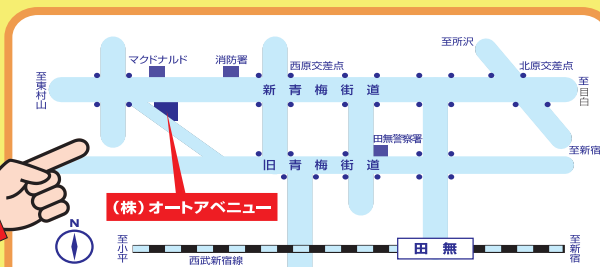 至所沢
マクドナルド
消防署
西原交差点
北原交差点
至東村山
新青梅街道
至目白
田無警察署
至新宿
旧青梅街道
(株)オートアベニュー
N
至小平
田無
至新宿
西武新宿線